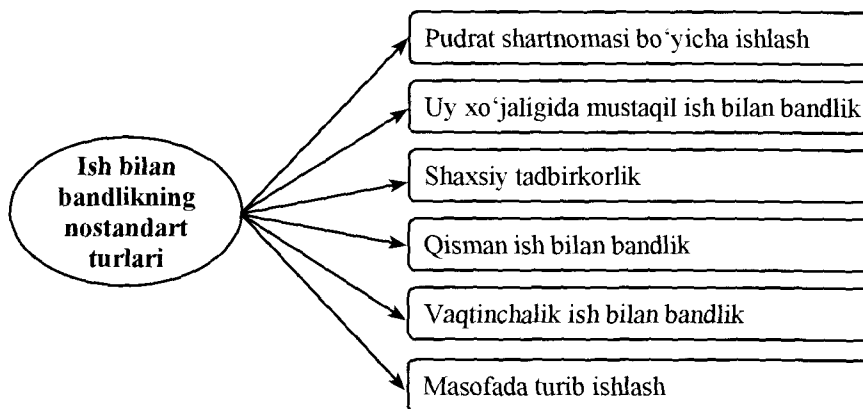 Ish bilan
bandlikning
nostandart
turlari
Pudrat shartnomasi bo‘yicha ishlash
Uy xo‘jaligida mustaqil ish bilan bandlik
Shaxsiy tadbirkorlik
Qisman ish bilan bandlik
Vaqtinchalik ish bilan bandlik
Masofada turib ishlash